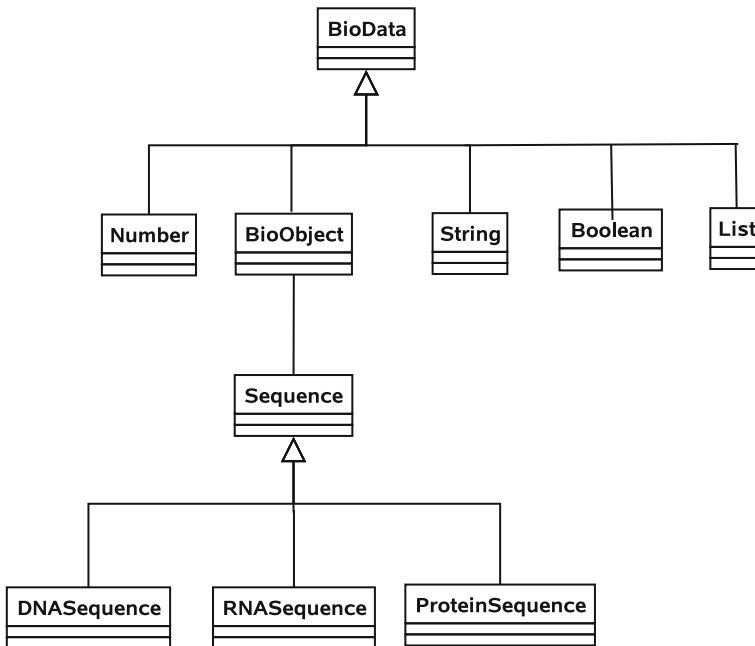 BioData
Number
BioObject
String
Boolean
List
Sequence
DNASequence
RNASequence
ProteinSequence